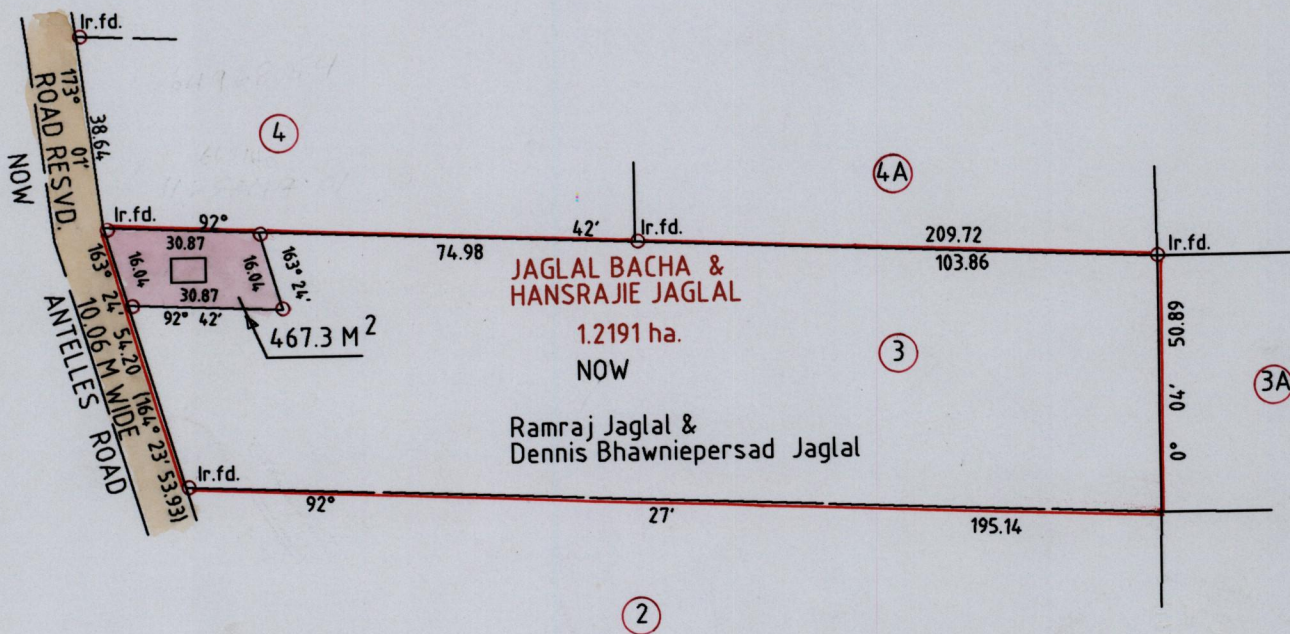 Ir.fd.
173° 01'
38.64
ROAD RESVD.
NOW
4
4A
Ir.fd.
92° 42'
Ir.fd.
209.72
Ir.fd.
30.87
74.98
103.86
16.04
16.04
163° 24'
30.87
92° 42'
467.3 M²
JAGLAL BACHA &
HANSRAJIE JAGLAL
1.2191 ha.
NOW
3
50.89
0° 04'
3A
163° 24' 54.20 (164° 23' 53.93)
10.06 M WIDE
ANTELLES ROAD
Ramraj Jaglal &
Dennis Bhawniepersad Jaglal
Ir.fd.
92° 27' 195.14
2